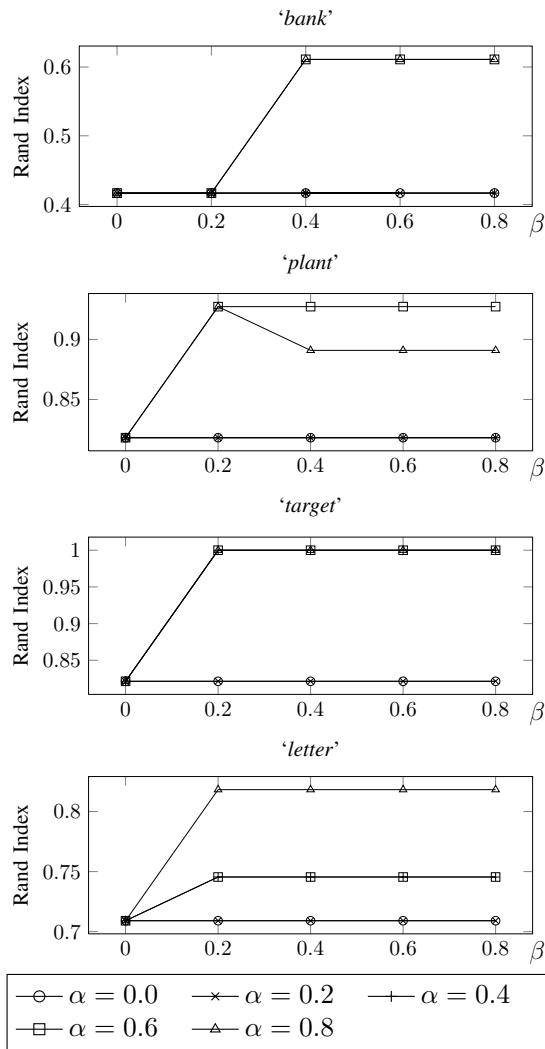 ‘bank’
0.6
0.5
0.4
Rand Index
0 0.2 0.4 0.6 0.8 β
‘plant’
0.9
0.85
Rand Index
0 0.2 0.4 0.6 0.8 β
‘target’
1
0.95
0.9
0.85
Rand Index
0 0.2 0.4 0.6 0.8 β
‘letter’
0.8
0.75
0.7
Rand Index
0 0.2 0.4 0.6 0.8 β
α = 0.0 α = 0.2 α = 0.4
α = 0.6 α = 0.8